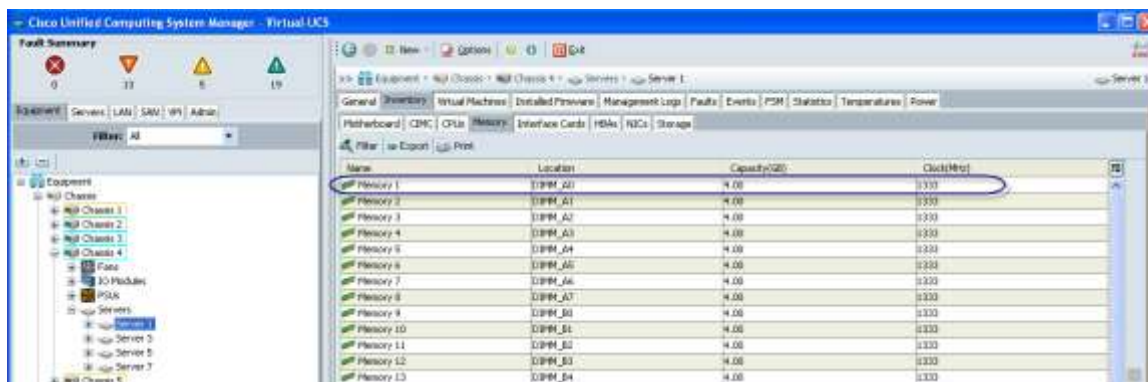 Cisco Unified Computing System Manager - Virtual-UCS
Fault Summary
0 33 6 19
Equipment Servers LAN SAN VM Admin
Filter: All
Equipment
Chassis
Chassis 1
Chassis 2
Chassis 3
Chassis 4
Fans
IO Modules
PSUs
Servers
Server 1
Server 3
Server 5
Server 7
Chassis 5
New Options Exit
>> Equipment Chassis Chassis 4 Servers Server 1
Server 1
General Inventory Virtual Machines Installed Firmware Management Logs Faults Events FSM Statistics Temperatures Power
Motherboard CIMC CPUs Memory Interface Cards HBAs NICs Storage
Filter Export Print
Name Location Capacity(GB) Clock(MHz)
Memory 1 DIMM_A0 4.00 1333
Memory 2 DIMM_A1 4.00 1333
Memory 3 DIMM_A2 4.00 1333
Memory 4 DIMM_A3 4.00 1333
Memory 5 DIMM_A4 4.00 1333
Memory 6 DIMM_A5 4.00 1333
Memory 7 DIMM_A6 4.00 1333
Memory 8 DIMM_A7 4.00 1333
Memory 9 DIMM_B0 4.00 1333
Memory 10 DIMM_B1 4.00 1333
Memory 11 DIMM_B2 4.00 1333
Memory 12 DIMM_B3 4.00 1333
Memory 13 DIMM_B4 4.00 1333